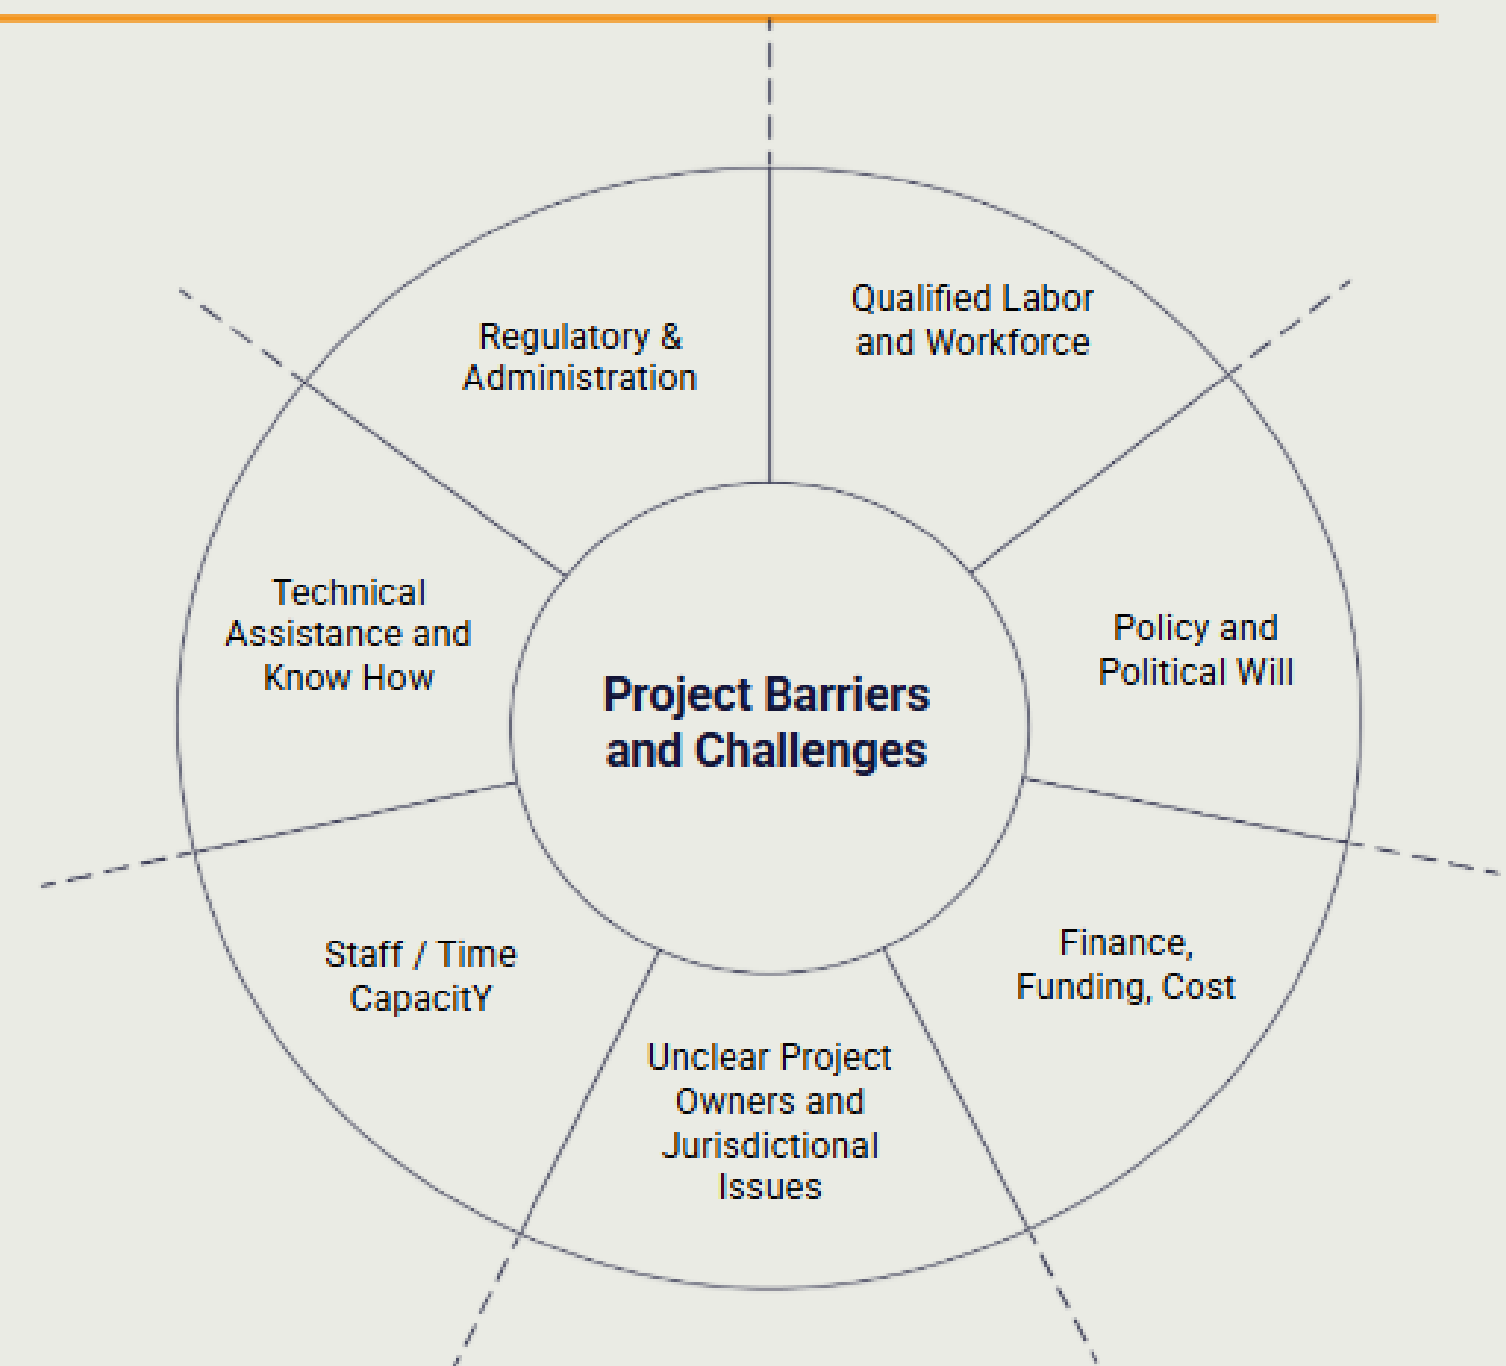 Regulatory &
Administration
Qualified Labor
and Workforce
Technical
Assistance and
Know How
Policy and
Political Will
Project Barriers
and Challenges
Staff / Time
CapacitY
Finance,
Funding, Cost
Unclear Project
Owners and
Jurisdictional
Issues